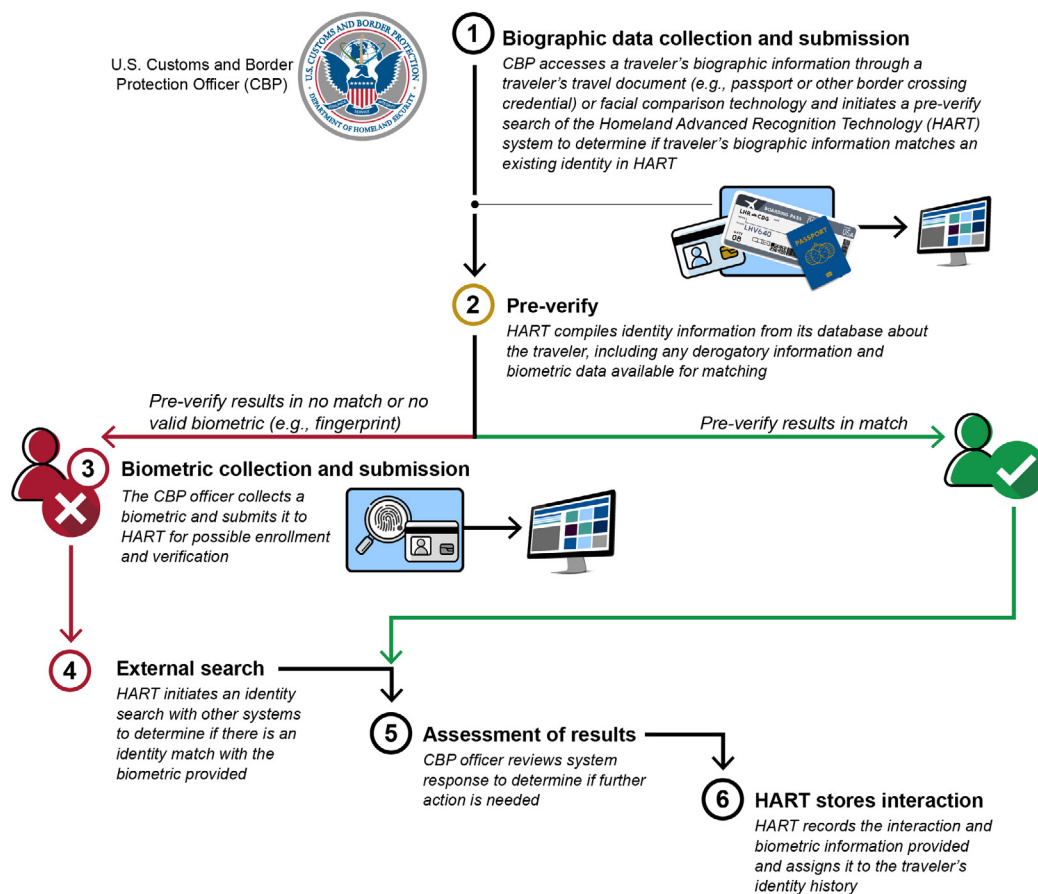 U.S. Customs and Border
Protection Officer (CBP)
U.S. CUSTOMS AND BORDER PROTECTION
DEPARTMENT OF HOMELAND SECURITY
1
Biographic data collection and submission
CBP accesses a traveler's biographic information through a
traveler's travel document (e.g., passport or other border crossing
credential) or facial comparison technology and initiates a pre-verify
search of the Homeland Advanced Recognition Technology (HART)
system to determine if traveler's biographic information matches an
existing identity in HART
BOARDING PASS
LHR CDG
LHV640
DATE
08
USA
PASSPORT
2
Pre-verify
HART compiles identity information from its database about
the traveler, including any derogatory information and
biometric data available for matching
Pre-verify results in no match or no
valid biometric (e.g., fingerprint)
Pre-verify results in match
3
Biometric collection and submission
The CBP officer collects a
biometric and submits it to
HART for possible enrollment
and verification
4
External search
HART initiates an identity
search with other systems
to determine if there is an
identity match with the
biometric provided
5
Assessment of results
CBP officer reviews system
response to determine if further
action is needed
6
HART stores interaction
HART records the interaction and
biometric information provided
and assigns it to the traveler's
identity history